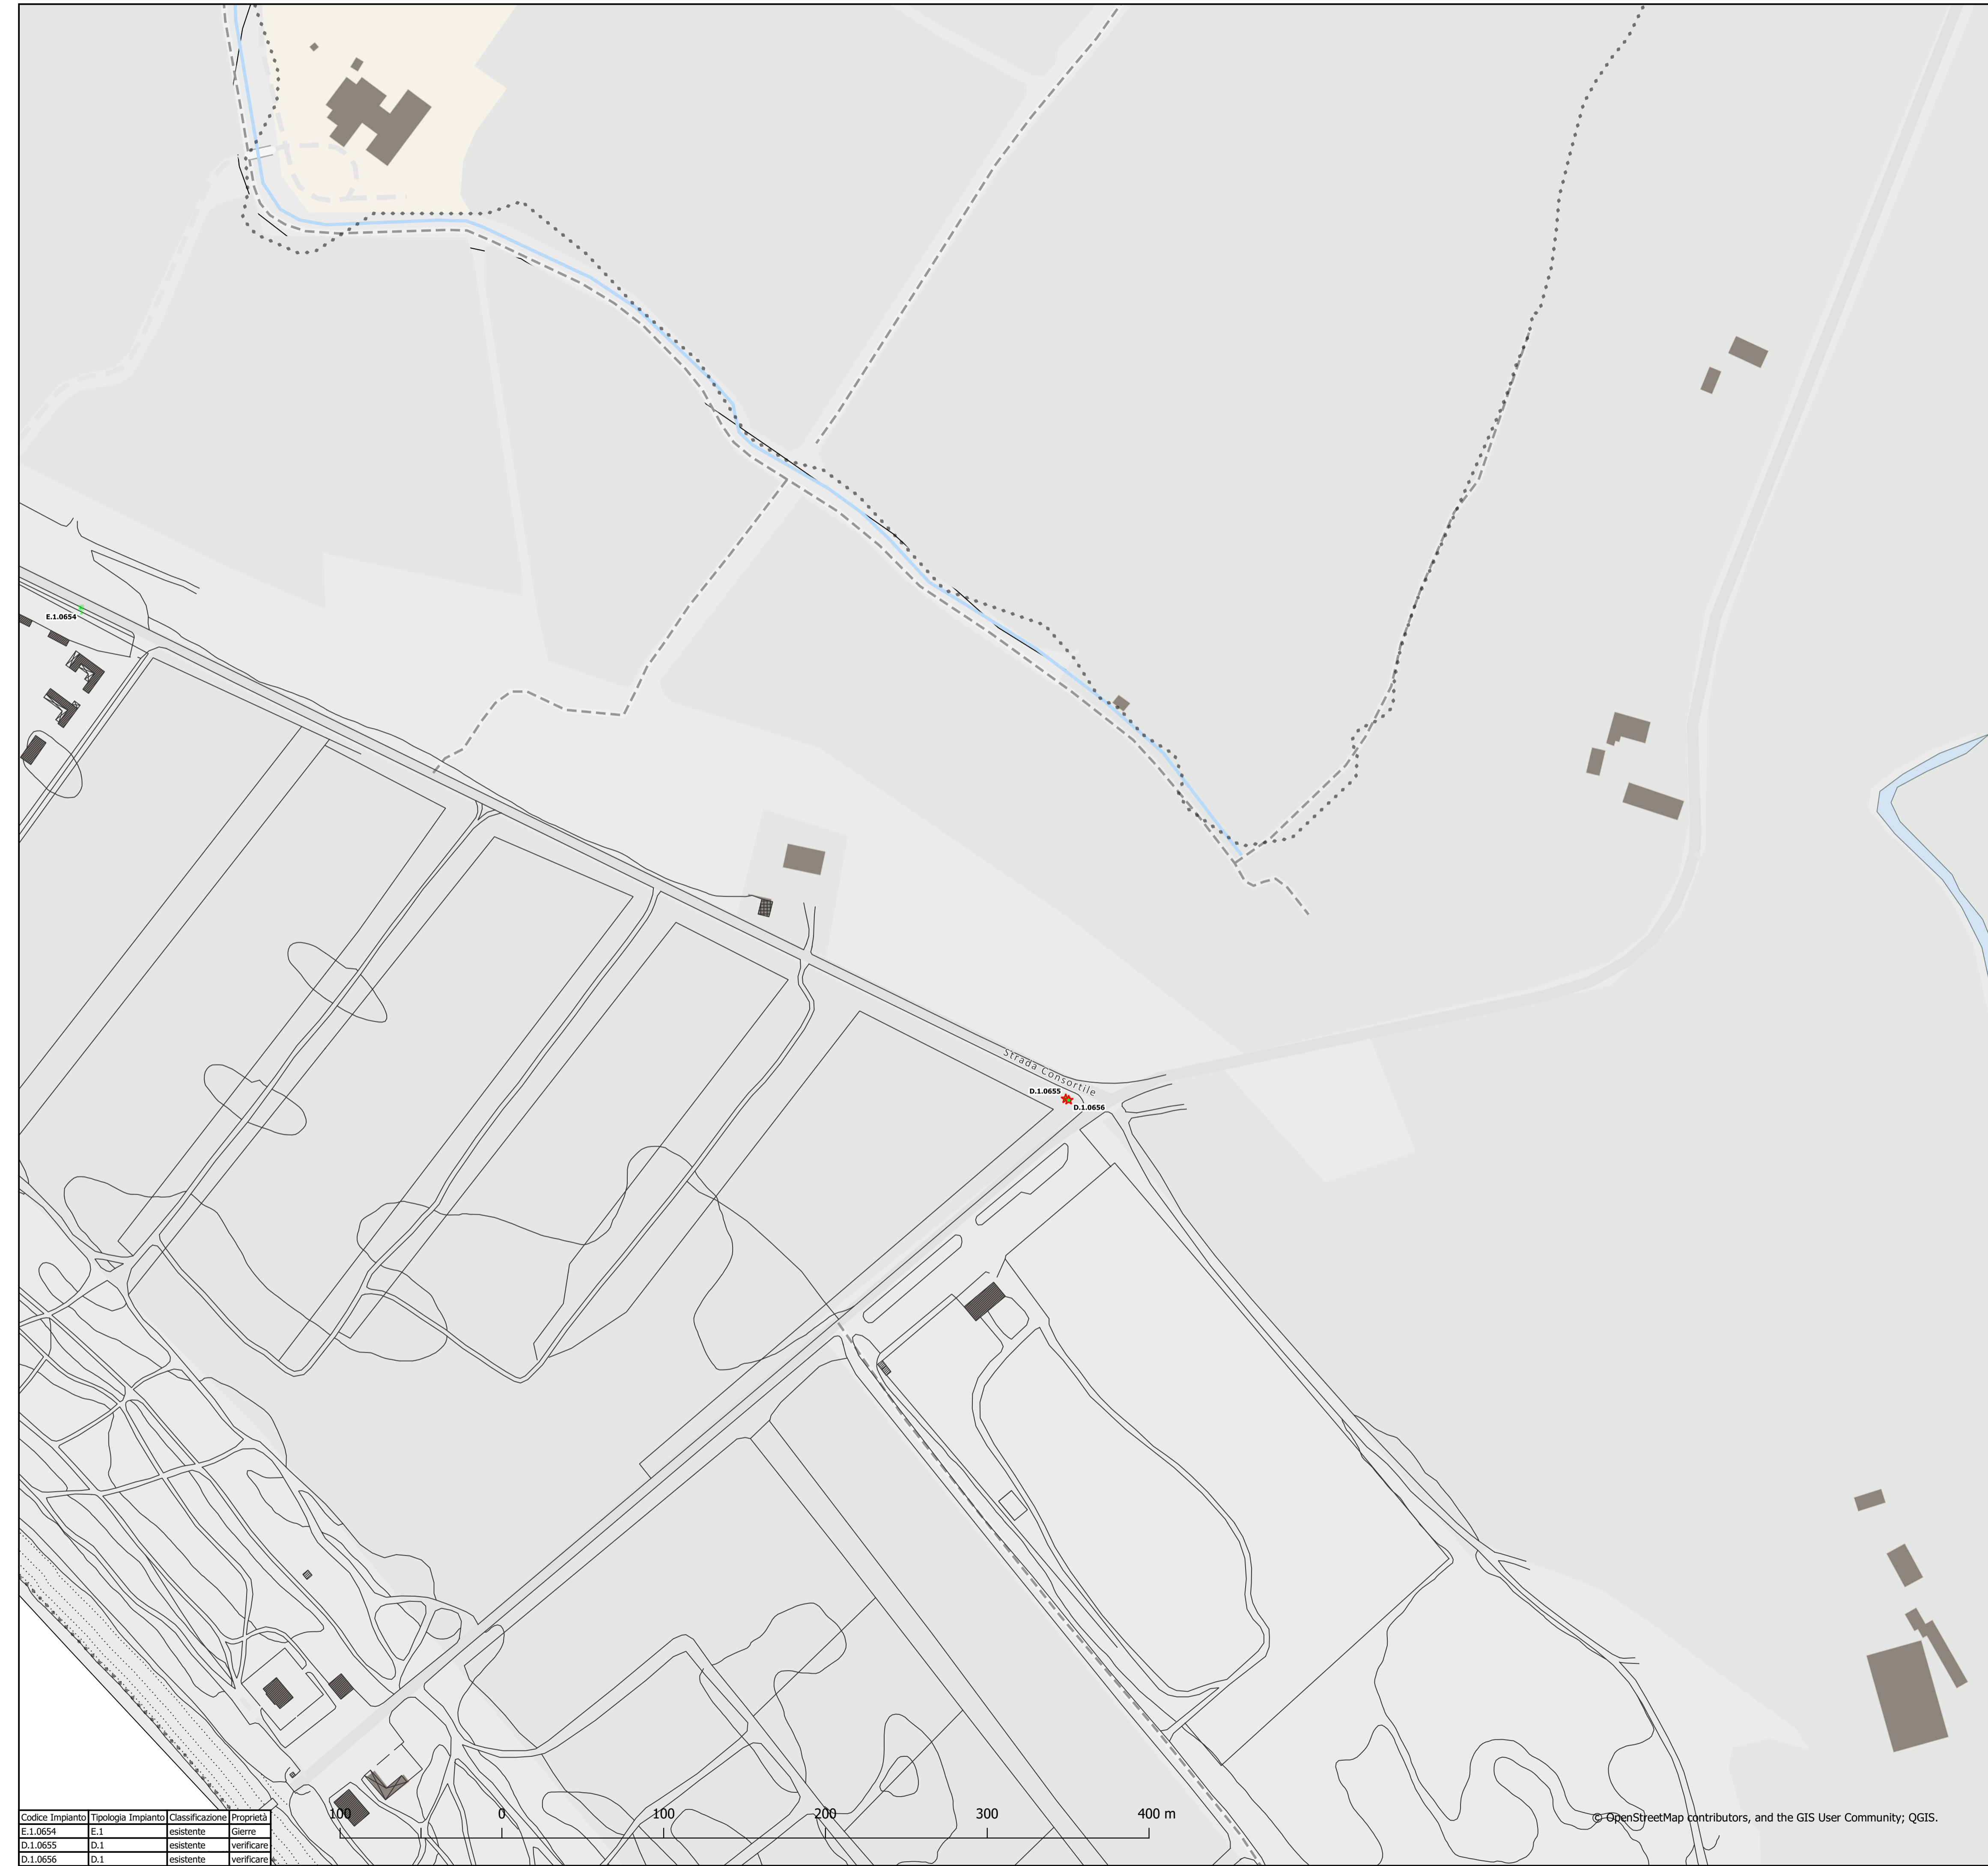 E.1.0654
Strada Consortile
D.1.0655
D.1.0656
100 0 100 200 300 400 m
© OpenStreetMap contributors, and the GIS User Community; QGIS.
Codice Impianto Tipologia Impianto Classificazione Proprietà
E.1.0654 E.1 esistente Gierre
D.1.0655 D.1 esistente verificare
D.1.0656 D.1 esistente verificare